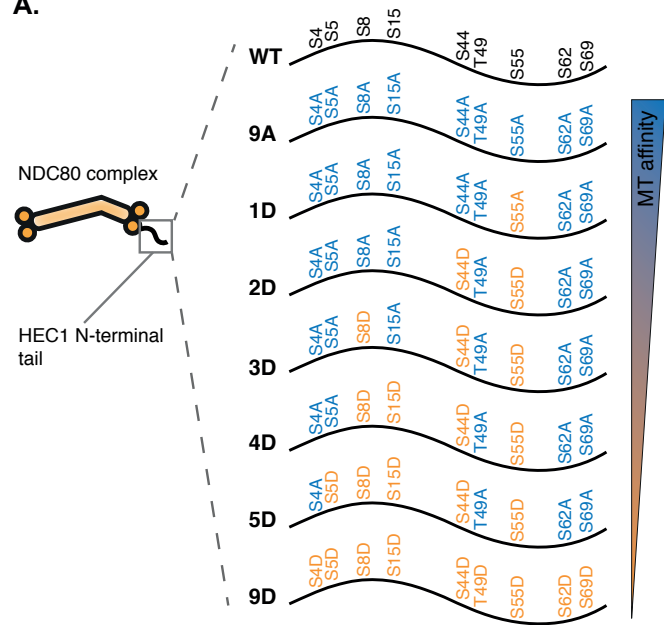 A.
WT S4 S5 S8 S15 S44 T49 S55 S62 S69
9A S4A S5A S8A S15A S44A T49A S55A S62A S69A
1D S4A S5A S8A S15A S44A T49A S55A S62A S69A
2D S4A S5A S8A S15A S44D T49A S55D S62A S69A
3D S4A S5A S8D S15A S44D T49A S55D S62A S69A
4D S4A S5A S8D S15D S44D T49A S55D S62A S69A
5D S4A S5D S8D S15D S44D T49A S55D S62A S69A
9D S4D S5D S8D S15D S44D T49D S55D S62D S69D
NDC80 complex
HEC1 N-terminal
tail
MT affinity